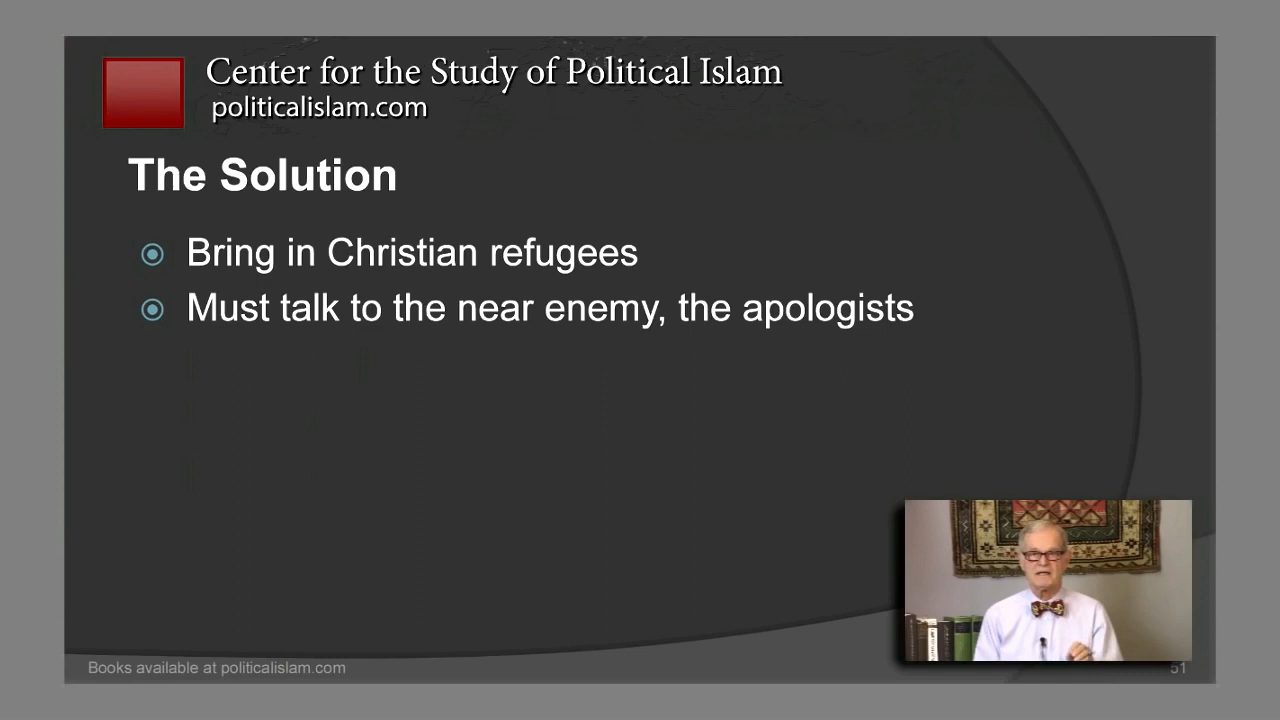 Center for the Study of Political Islam
politicalislam.com
The Solution
Bring in Christian refugees
Must talk to the near enemy, the apologists
Books available at politicalislam.com
51